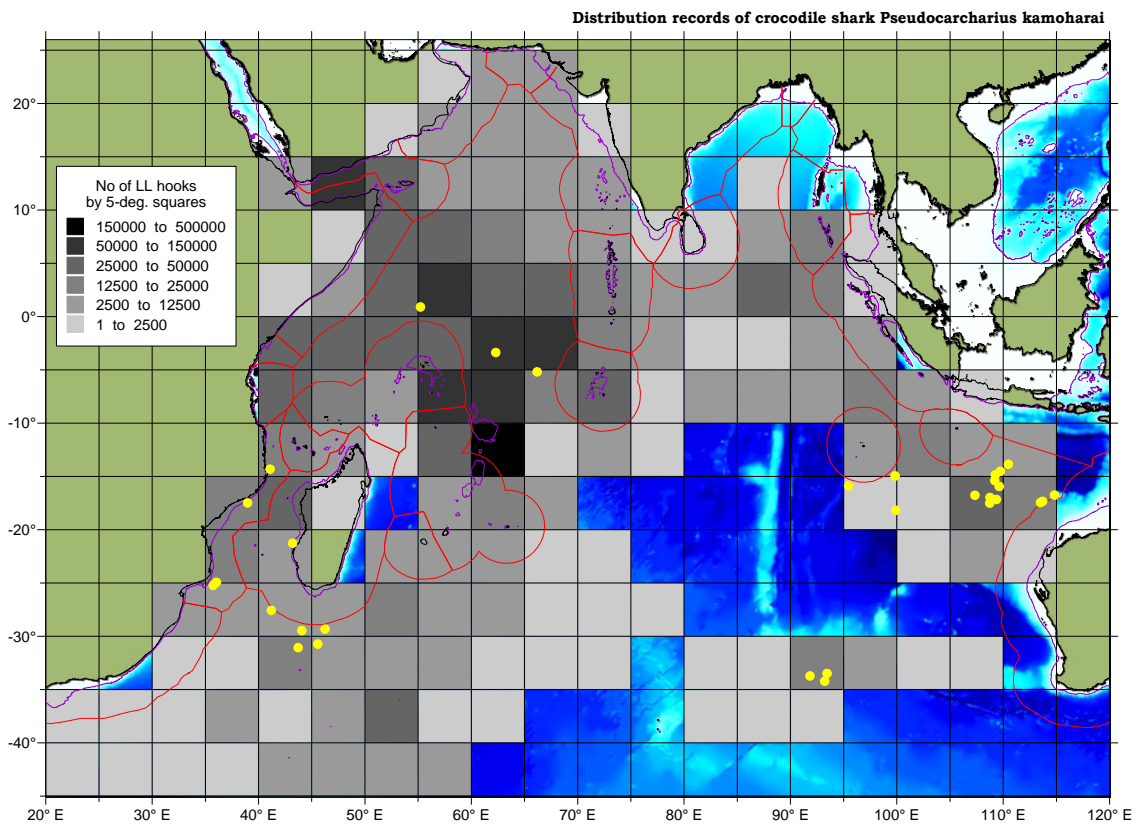 Distribution records of crocodile shark Pseudocarcharius kamoharai
20°
10°
0°
-10°
-20°
-30°
-40°
No of LL hooks
by 5-deg. squares
150000 to 500000
50000 to 150000
25000 to 50000
12500 to 25000
2500 to 12500
1 to 2500
20° E 30° E 40° E 50° E 60° E 70° E 80° E 90° E 100° E 110° E 120° E